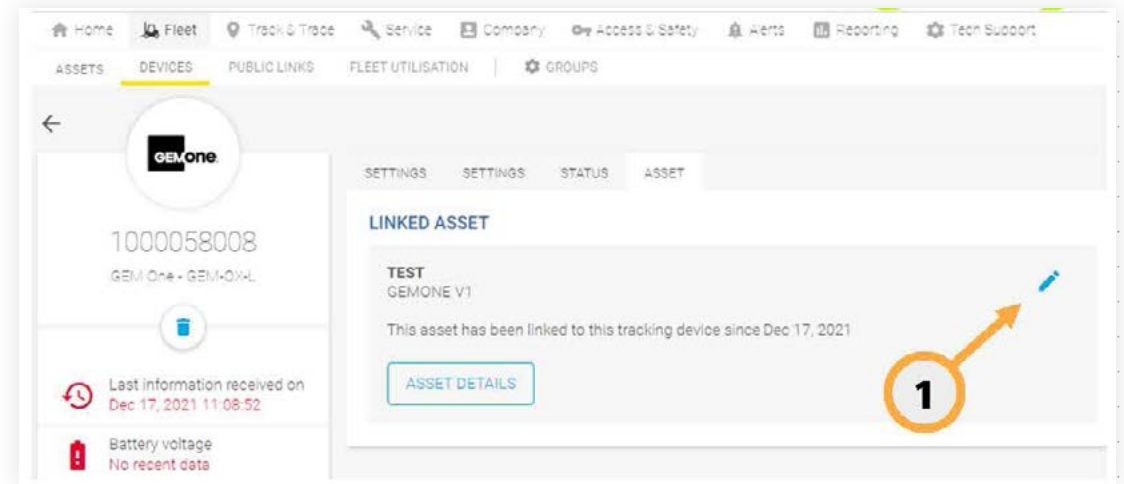 Home Fleet Track & Trace Service Company Access & Safety Alerts Reporting Tech Support
ASSETS DEVICES PUBLIC LINKS FLEET UTILISATION GROUPS
GEMone
1000058008
GEM One - GEM-OX-L
Last information received on
Dec 17, 2021 11:08:52
Battery voltage
No recent data
SETTINGS SETTINGS STATUS ASSET
LINKED ASSET
TEST
GEMONE V1
This asset has been linked to this tracking device since Dec 17, 2021
ASSET DETAILS
1